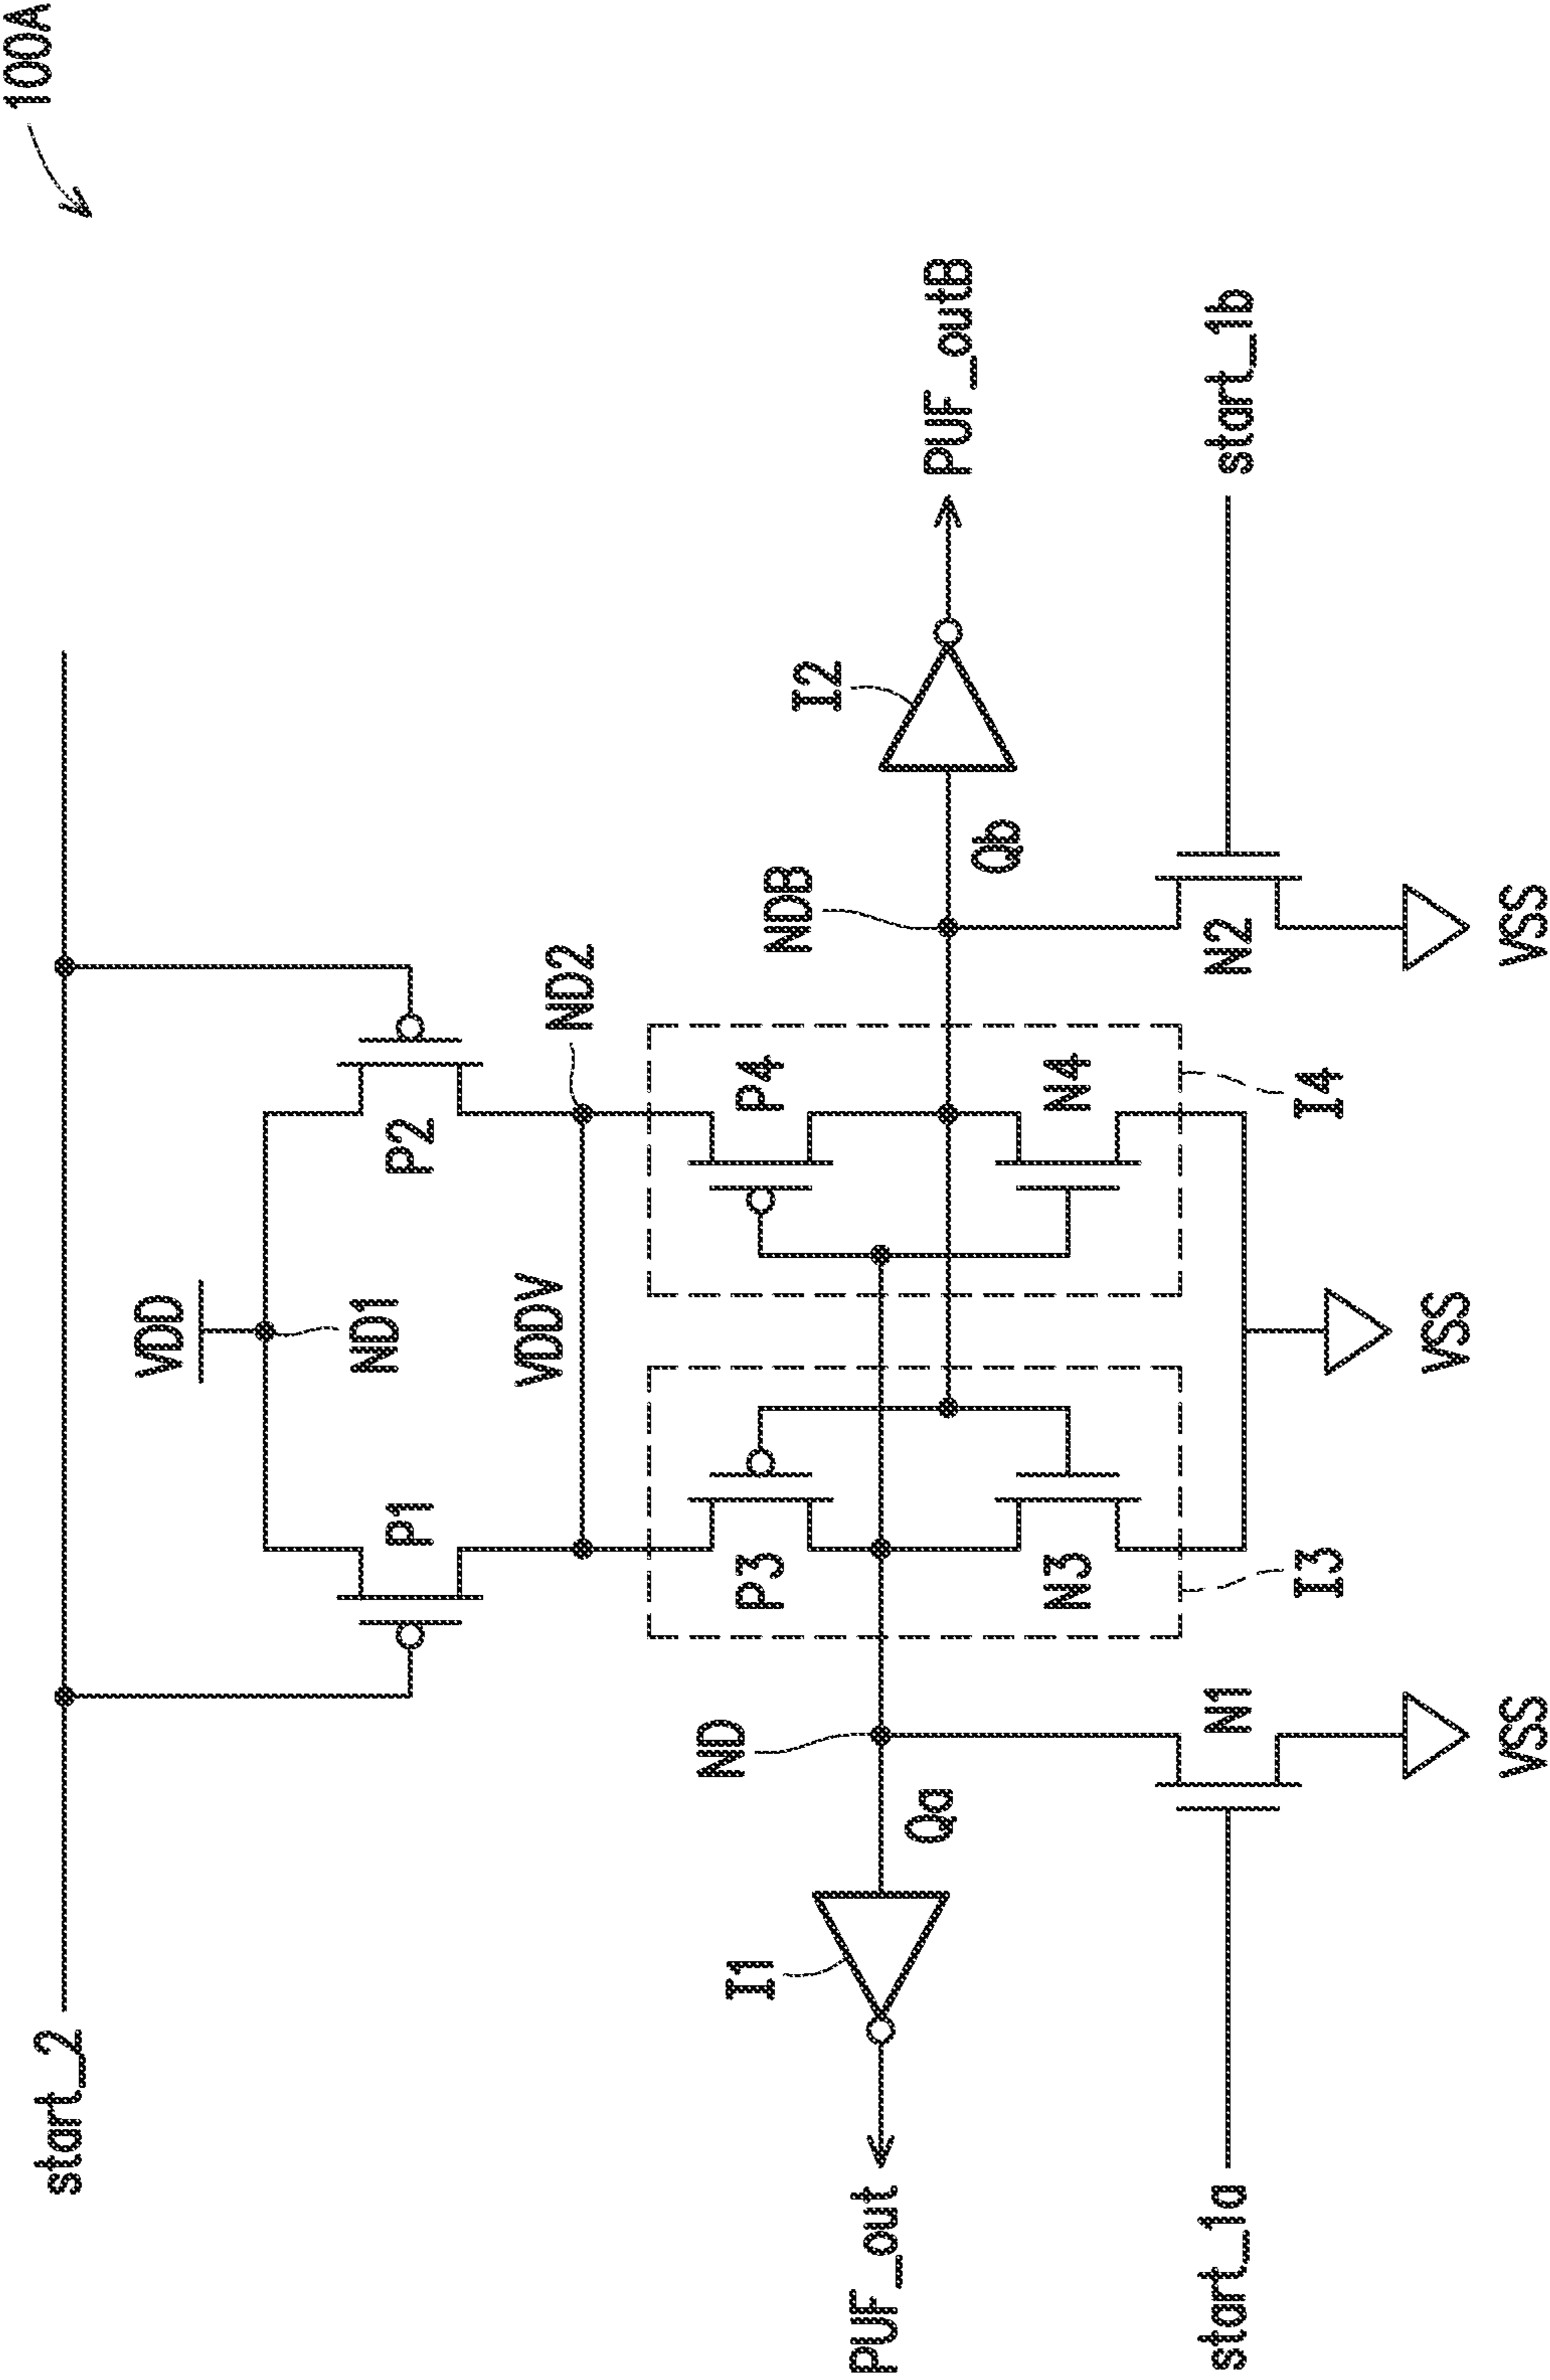 100A
start_2
VDD
ND1
P1
P2
VDDV
ND2
I1
ND
P3
P4
NDB
I2
PUF_out
Qa
Qb
PUF_outB
N3
N4
start_1a
N1
N2
start_1b
I3
I4
VSS
VSS
VSS